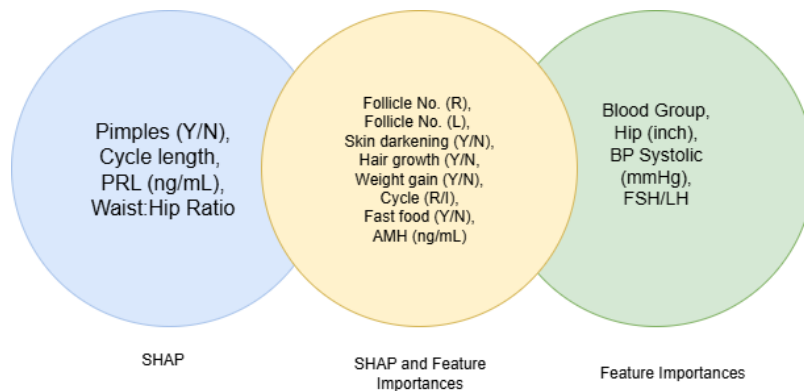 Pimples (Y/N),
Cycle length,
PRL (ng/mL),
Waist:Hip Ratio
Follicle No. (R),
Follicle No. (L),
Skin darkening (Y/N),
Hair growth (Y/N,
Weight gain (Y/N),
Cycle (R/I),
Fast food (Y/N),
AMH (ng/mL)
Blood Group,
Hip (inch),
BP Systolic
(mmHg),
FSH/LH
SHAP
SHAP and Feature
Importances
Feature Importances